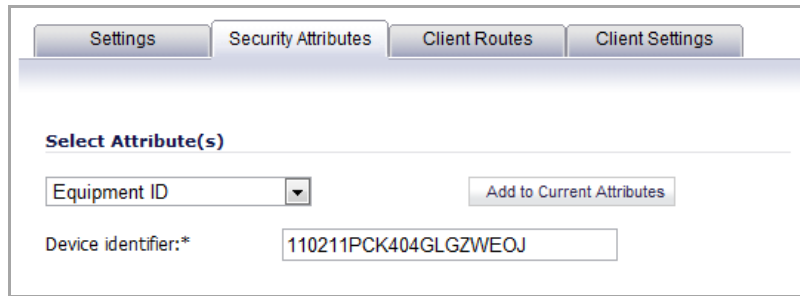 Settings Security Attributes Client Routes Client Settings
Select Attribute(s)
Equipment ID Add to Current Attributes
Device identifier:* 110211PCK404GLGZWEOJ